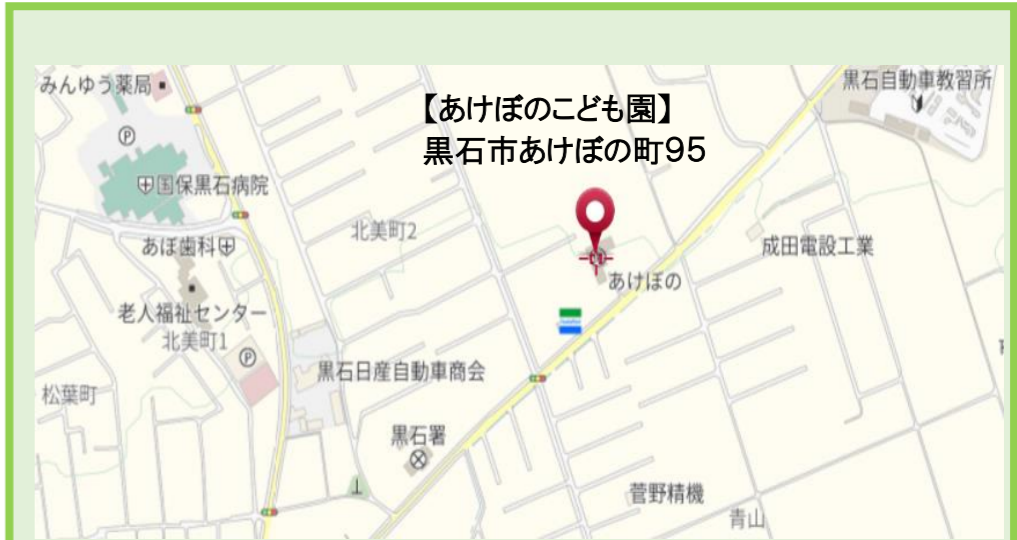 みんゆう薬局
黒石自動車教習所
【あけぼのこども園】
黒石市あけぼの町95
P
国保黒石病院
北美町2
あぼ歯科
成田電設工業
あけぼの
老人福祉センター
北美町1
P
黒石日産自動車商会
松葉町
黒石署
菅野精機
青山